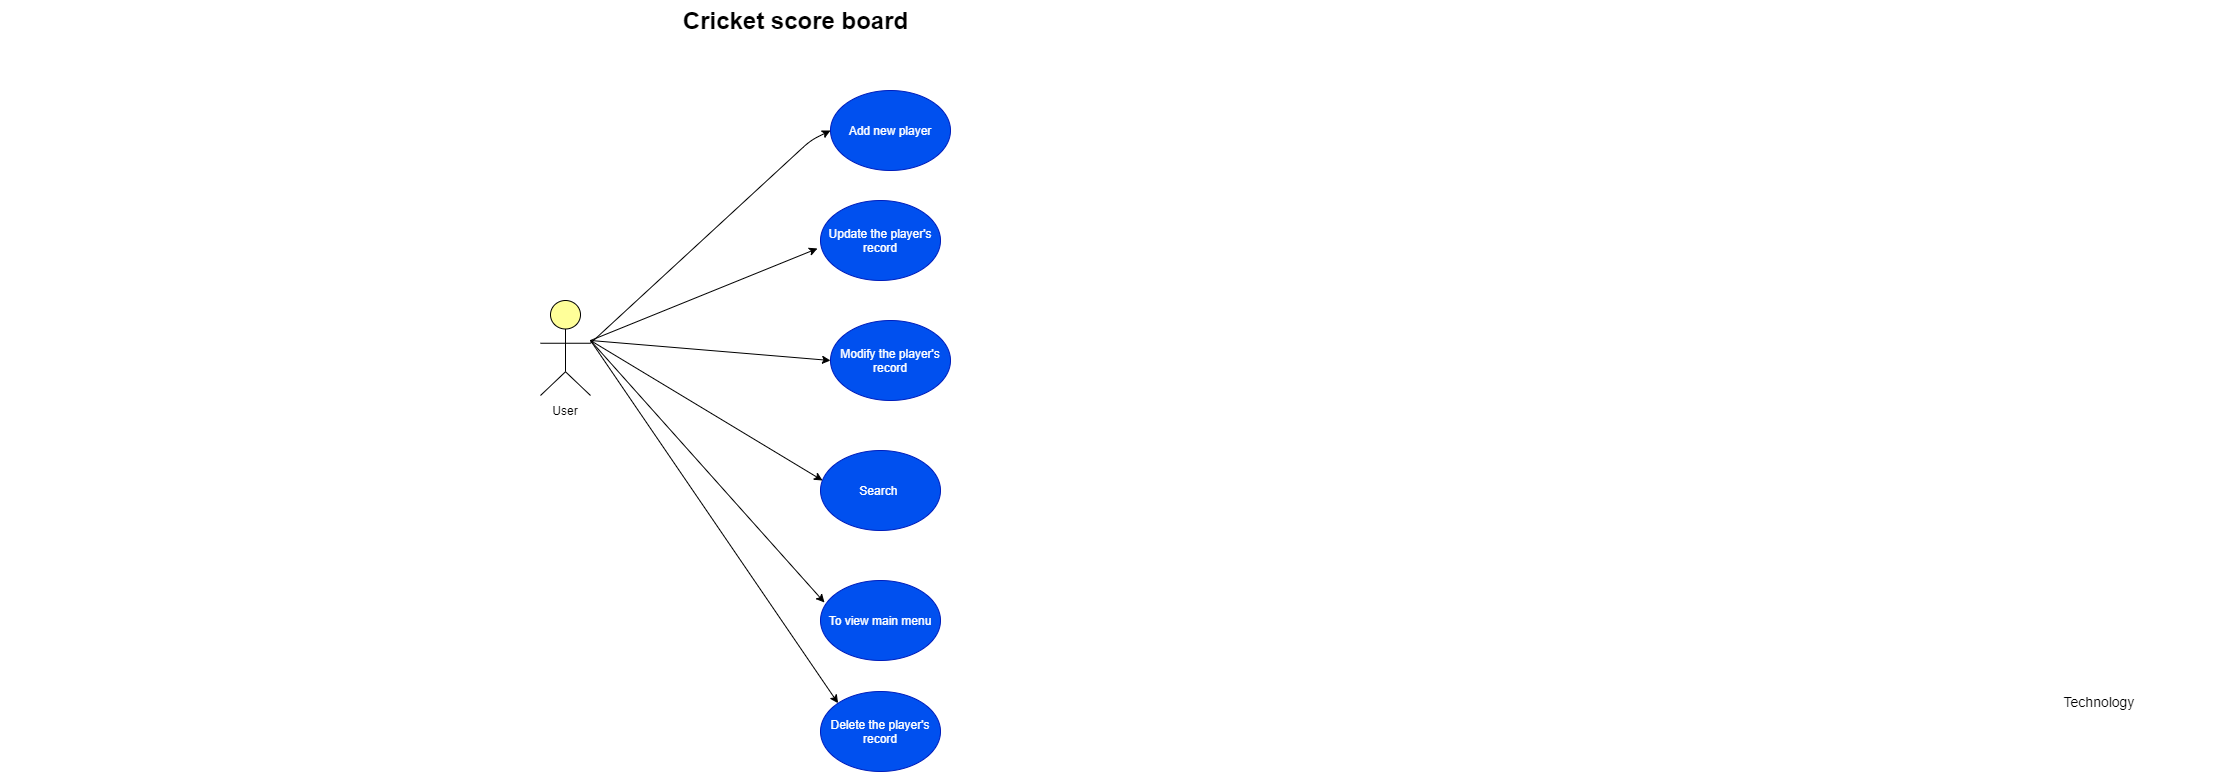 Cricket score board
Add new player
Update the player's
record
Modify the player's
record
User
Search
To view main menu
Technology
Delete the player's
record